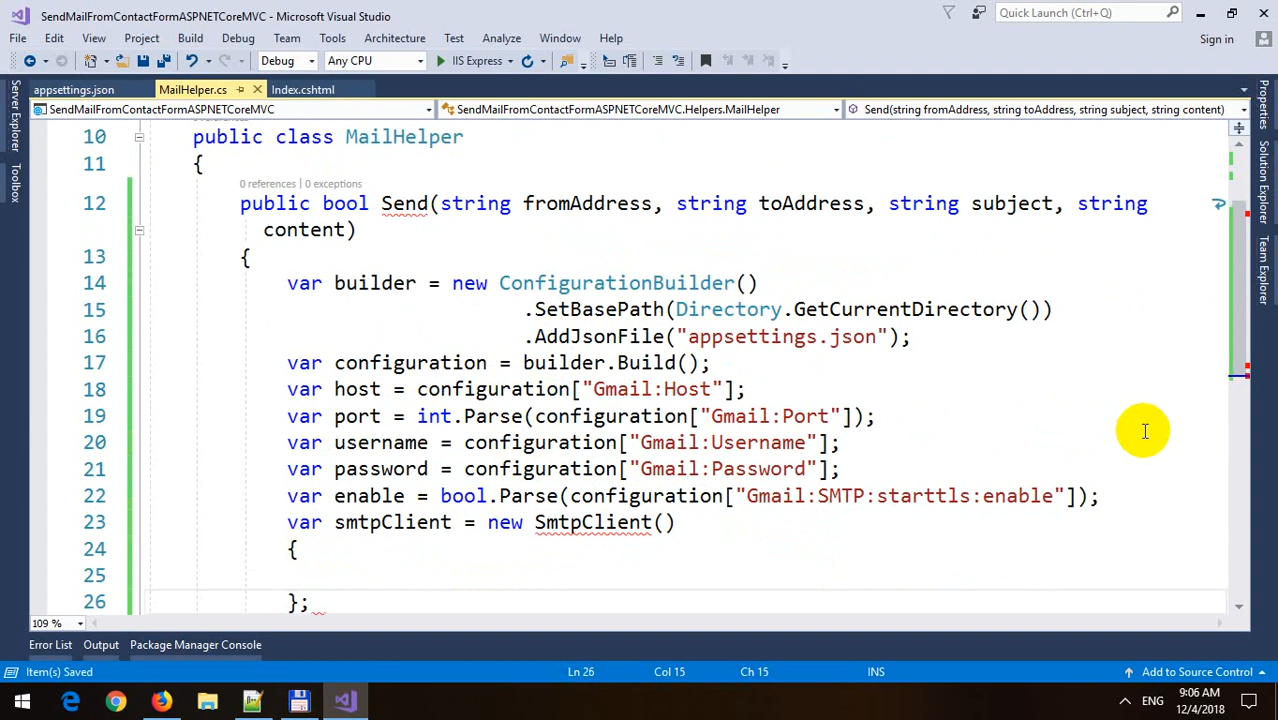 SendMailFromContactFormASPNETCoreMVC - Microsoft Visual Studio
Quick Launch (Ctrl+Q)
File Edit View Project Build Debug Team Tools Architecture Test Analyze Window Help
Sign in
Debug Any CPU IIS Express
appsettings.json MailHelper.cs Index.cshtml
SendMailFromContactFormASPNETCoreMVC SendMailFromContactFormASPNETCoreMVC.Helpers.MailHelper Send(string fromAddress, string toAddress, string subject, string content)
Server Explorer
Toolbox
Properties
Solution Explorer
Team Explorer
10 public class MailHelper
11 {
0 references | 0 exceptions
12 public bool Send(string fromAddress, string toAddress, string subject, string
content)
13 {
14 var builder = new ConfigurationBuilder()
15 .SetBasePath(Directory.GetCurrentDirectory())
16 .AddJsonFile("appsettings.json");
17 var configuration = builder.Build();
18 var host = configuration["Gmail:Host"];
19 var port = int.Parse(configuration["Gmail:Port"]);
20 var username = configuration["Gmail:Username"];
21 var password = configuration["Gmail:Password"];
22 var enable = bool.Parse(configuration["Gmail:SMTP:starttls:enable"]);
23 var smtpClient = new SmtpClient()
24 {
25
26 };
109 %
Error List Output Package Manager Console
Item(s) Saved Ln 26 Col 15 Ch 15 INS Add to Source Control
ENG 9:06 AM
12/4/2018